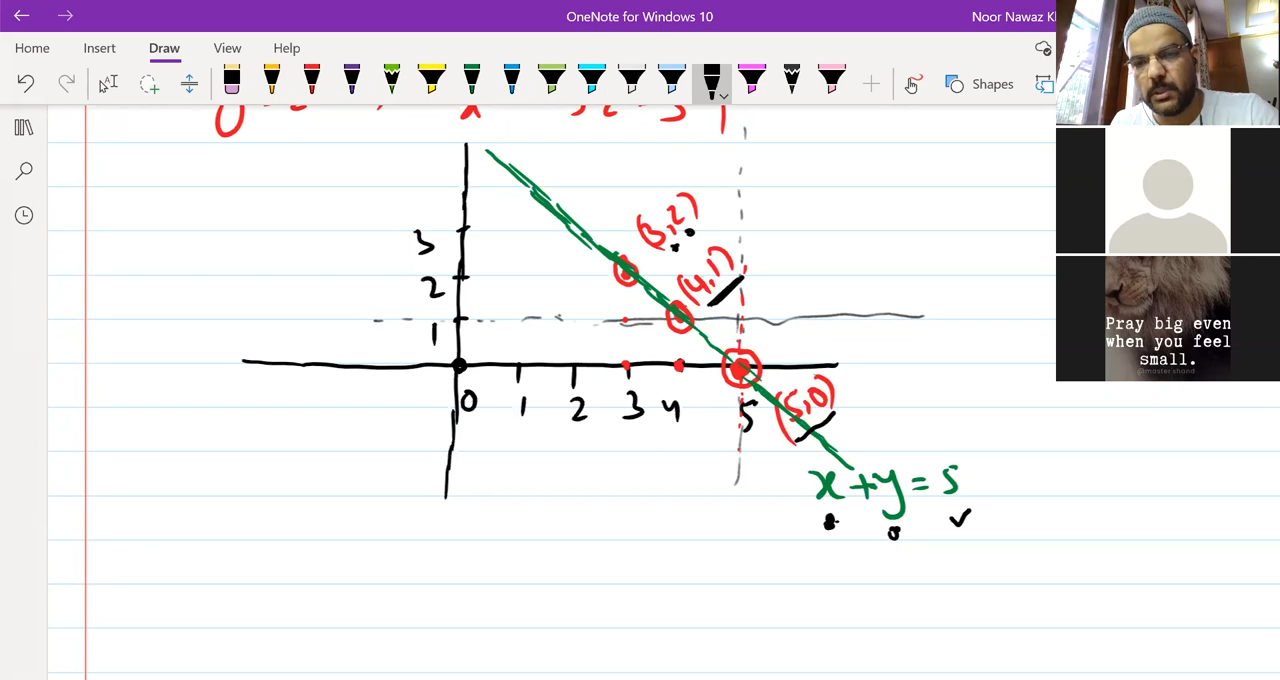 OneNote for Windows 10
Noor Nawaz Kh
Home Insert Draw View Help
Shapes
(3,2)
(4,1)
3
2
1
0 1 2 3 4 5
(5,0)
x + y = 5
Pray big even
when you feel
small.